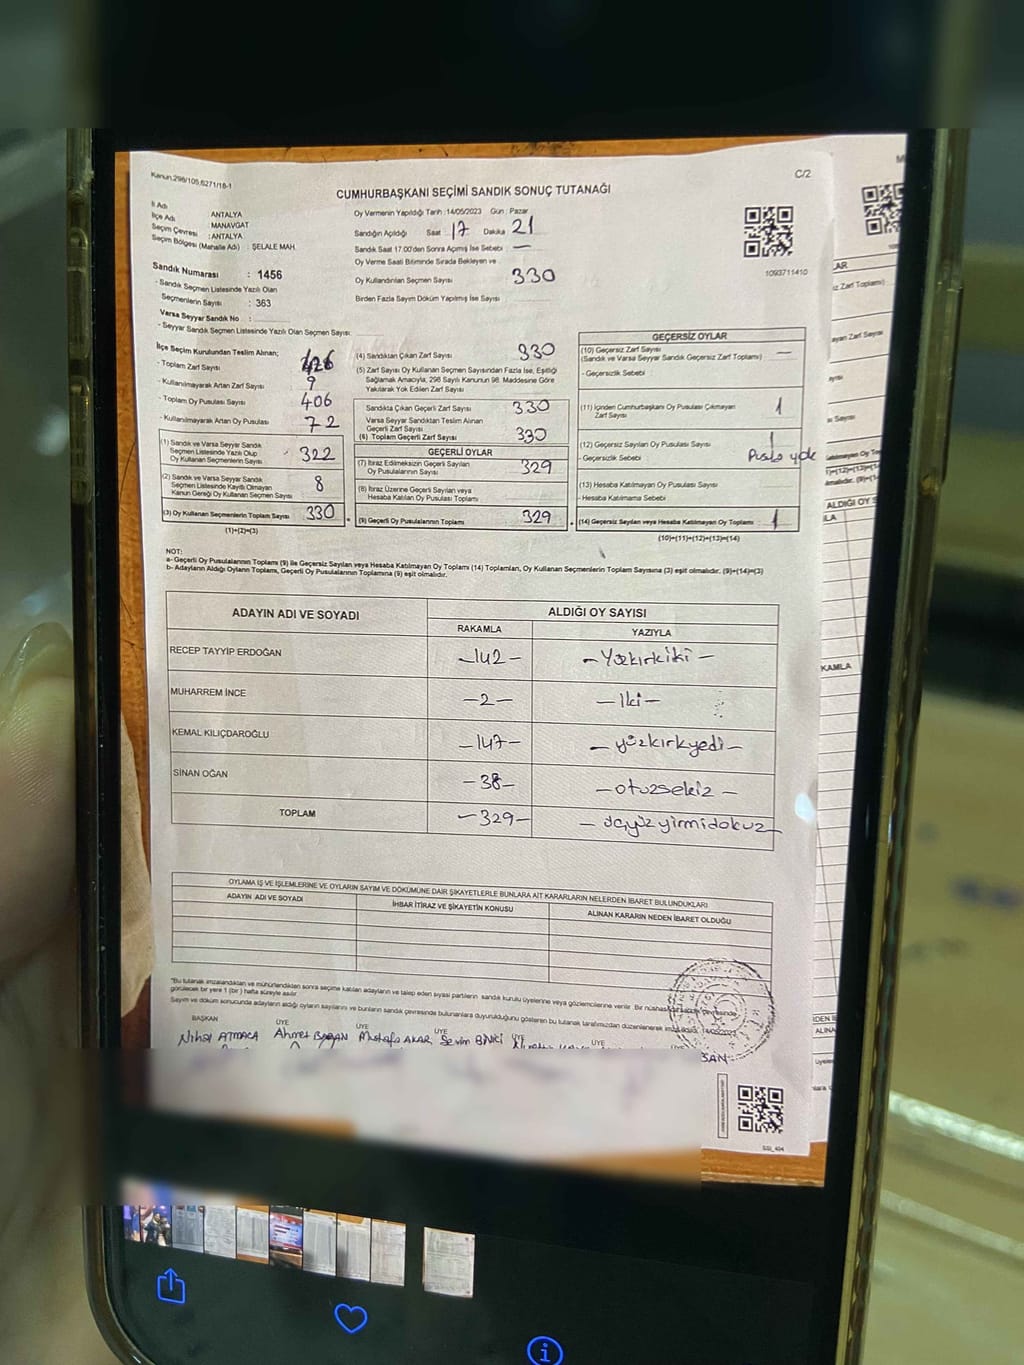 Kanun:298/105,6271/18-1
C/2
CUMHURBAŞKANI SEÇİMİ SANDIK SONUÇ TUTANAĞI
İl Adı : ANTALYA
İlçe Adı : MANAVGAT
Seçim Çevresi : ANTALYA
Seçim Bölgesi (Mahalle Adı) : ŞELALE MAH.
Sandık Numarası : 1456
- Sandık Seçmen Listesinde Yazılı Olan
Seçmenlerin Sayısı : 363
Varsa Seyyar Sandık No :
- Seyyar Sandık Seçmen Listesinde Yazılı Olan Seçmen Sayısı:
Oy Vermenin Yapıldığı Tarih : 14/05/2023 Gün : Pazar
Sandığın Açıldığı Saat : 17 Dakika 21
Sandık Saat 17:00'den Sonra Açılmış İse Sebebi : —
Oy Verme Saati Bitiminde Sırada Bekleyen ve
Oy Kullandırılan Seçmen Sayısı 330
Birden Fazla Sayım Döküm Yapılmış İse Sayısı
1093711410
İlçe Seçim Kurulundan Teslim Alınan;
- Toplam Zarf Sayısı
- Kullanılmayarak Artan Zarf Sayısı 9
- Toplam Oy Pusulası Sayısı 406
- Kullanılmayarak Artan Oy Pusulası 72
(1) Sandık ve Varsa Seyyar Sandık
Seçmen Listesinde Yazılı Olup
Oy Kullanan Seçmenlerin Sayısı : 322
(2) Sandık ve Varsa Seyyar Sandık
Seçmen Listesinde Kayıtlı Olmayan
Kanun Gereği Oy Kullanan Seçmen Sayısı 8
(3) Oy Kullanan Seçmenlerin Toplam Sayısı 330
(1)+(2)=(3)
(4) Sandıktan Çıkan Zarf Sayısı 330
(5) Zarf Sayısı Oy Kullanan Seçmen Sayısından Fazla İse, Eşitliği
Sağlamak Amacıyla, 298 Sayılı Kanunun 98. Maddesine Göre
Yakılarak Yok Edilen Zarf Sayısı
Sandıkta Çıkan Geçerli Zarf Sayısı 330
Varsa Seyyar Sandıktan Teslim Alınan
Geçerli Zarf Sayısı
(6) Toplam Geçerli Zarf Sayısı 330
GEÇERLİ OYLAR
(7) İtiraz Edilmeksizin Geçerli Sayılan
Oy Pusulalarının Sayısı 329
(8) İtiraz Üzerine Geçerli Sayılan veya
Hesaba Katılan Oy Pusulası Toplamı
(9) Geçerli Oy Pusulalarının Toplamı 329
GEÇERSİZ OYLAR
(10) Geçersiz Zarf Sayısı
(Sandık ve Varsa Seyyar Sandık Geçersiz Zarf Toplamı) —
- Geçersizlik Sebebi :
(11) İçinden Cumhurbaşkanı Oy Pusulası Çıkmayan
Zarf Sayısı 1
(12) Geçersiz Sayılan Oy Pusulası Sayısı 1
- Geçersizlik Sebebi Pusula yok
(13) Hesaba Katılmayan Oy Pusulası Sayısı
- Hesaba Katılmama Sebebi
(14) Geçersiz Sayılan veya Hesaba Katılmayan Oy Toplamı : 1
(10)+(11)+(12)+(13)=(14)
NOT:
a- Geçerli Oy Pusulalarının Toplamı (9) ile Geçersiz Sayılan veya Hesaba Katılmayan Oy Toplamı (14) Toplamları, Oy Kullanan Seçmenlerin Toplam Sayısına (3) eşit olmalıdır. (9)+(14)=(3)
b- Adayların Aldığı Oyların Toplamı, Geçerli Oy Pusulalarının Toplamına (9) eşit olmalıdır.
ADAYIN ADI VE SOYADI ALDIĞI OY SAYISI
RAKAMLA YAZIYLA
RECEP TAYYİP ERDOĞAN -142- -Yüzkırkiki-
MUHARREM İNCE -2- -İki-
KEMAL KILIÇDAROĞLU -147- -yüzkırkyedi-
SİNAN OĞAN -38- -otuzsekiz-
TOPLAM -329- -üçyüzyirmidokuz-
OYLAMA İŞ VE İŞLEMLERİNE VE OYLARIN SAYIM VE DÖKÜMÜNE DAİR ŞİKAYETLERLE BUNLARA AİT KARARLARIN NELERDEN İBARET BULUNDUKLARI
ADAYIN ADI VE SOYADI İHBAR İTİRAZ VE ŞİKAYETİN KONUSU ALINAN KARARIN NEDEN İBARET OLDUĞU
"Bu tutanak imzalandıktan ve mühürlendikten sonra seçime katılan adayların ve talep eden siyasi partilerin sandık kurulu üyelerine veya gözlemcilerine verilir. Bir nüshası
görülecek bir yere 1 (bir) hafta süreyle asılır.
Sayım ve döküm sonucunda adayların aldığı oyların sayılarını ve bunların sandık çevresinde bulunanlara duyurulduğunu gösteren bu tutanak tarafımızdan düzenlenerek
BAŞKAN ÜYE ÜYE ÜYE ÜYE ÜYE
Nihal ATMACA Ahmet Mustafa AKAR Sevim
SAN